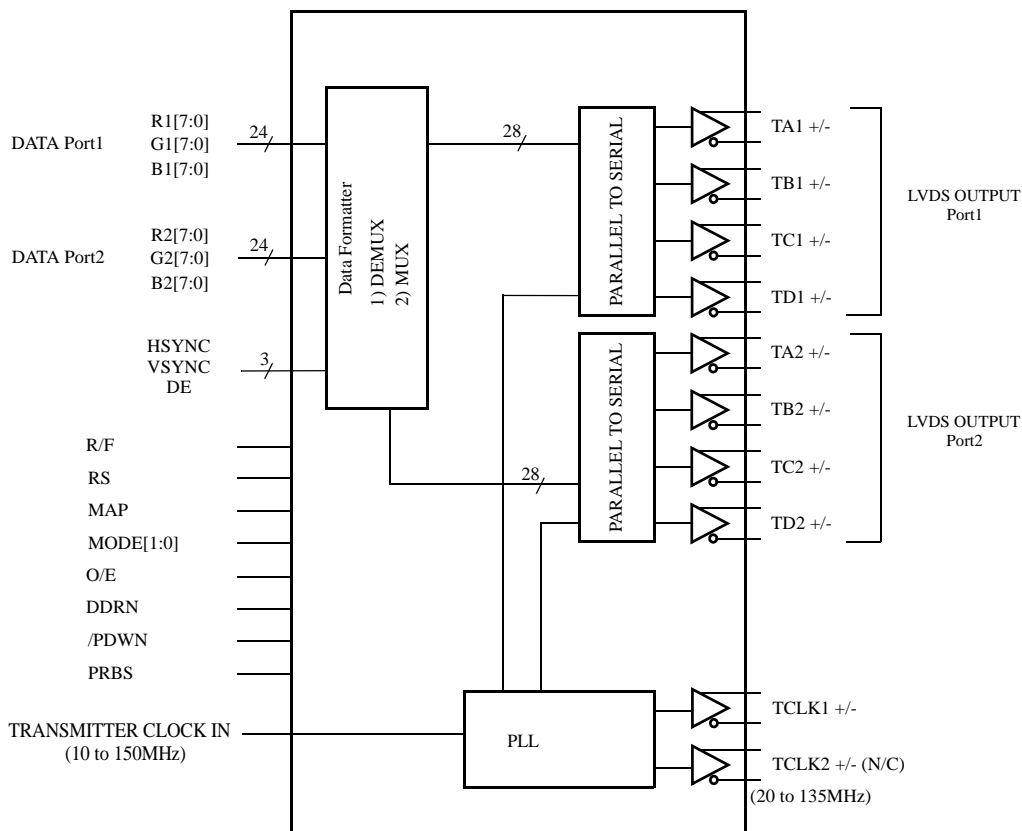 DATA Port1
R1[7:0]
G1[7:0]
B1[7:0]
24
DATA Port2
R2[7:0]
G2[7:0]
B2[7:0]
24
HSYNC
VSYNC
DE
3
R/F
RS
MAP
MODE[1:0]
O/E
DDRN
/PDWN
PRBS
TRANSMITTER CLOCK IN
(10 to 150MHz)
Data Formatter
1) DEMUX
2) MUX
28
PARALLEL TO SERIAL
28
PARALLEL TO SERIAL
PLL
TA1 +/-
TB1 +/-
TC1 +/-
TD1 +/-
LVDS OUTPUT
Port1
TA2 +/-
TB2 +/-
TC2 +/-
TD2 +/-
LVDS OUTPUT
Port2
TCLK1 +/-
TCLK2 +/- (N/C)
(20 to 135MHz)